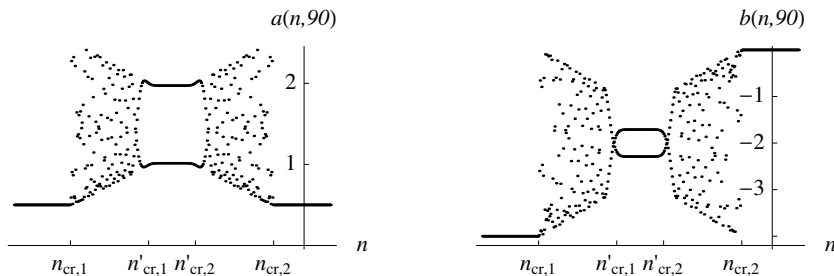 a(n,90)
2
1
n
n_cr,1 n'_cr,1 n'_cr,2 n_cr,2
b(n,90)
−1
−2
−3
n
n_cr,1 n'_cr,1 n'_cr,2 n_cr,2